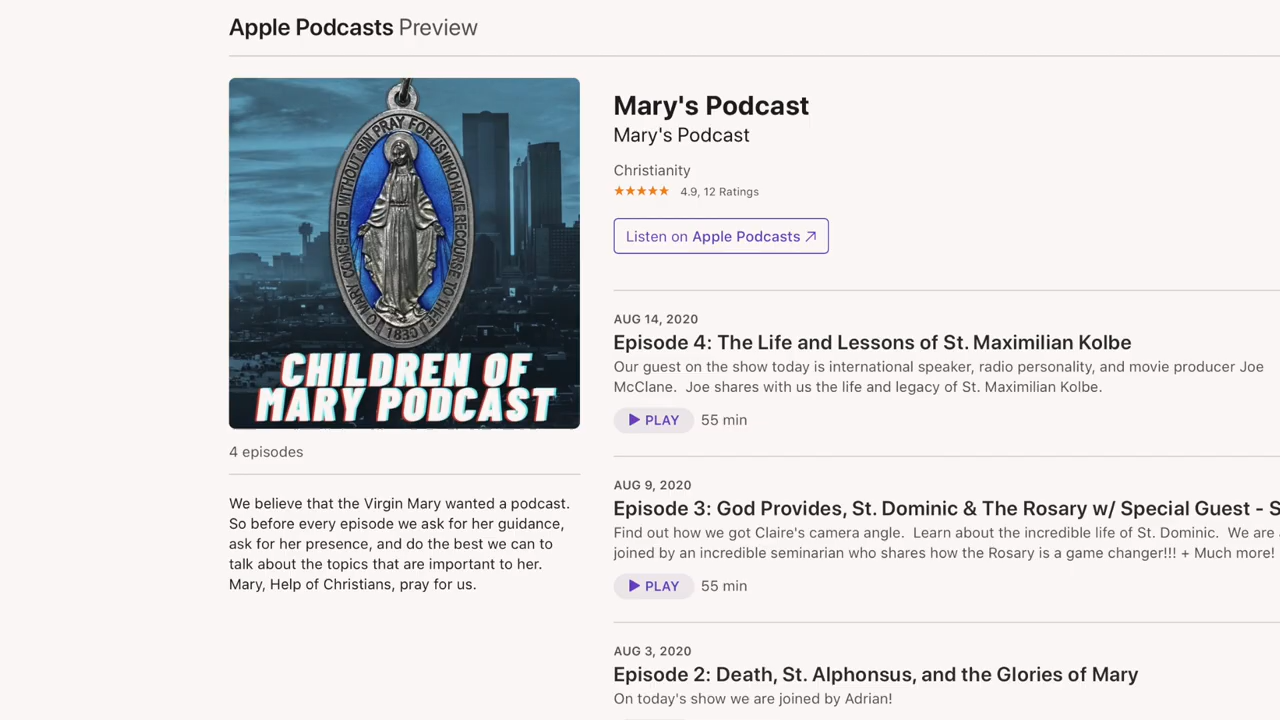 Apple Podcasts Preview
O MARY CONCEIVED WITHOUT SIN PRAY FOR US WHO HAVE RECOURSE TO THEE
CHILDREN OF
MARY PODCAST
4 episodes
We believe that the Virgin Mary wanted a podcast.
So before every episode we ask for her guidance,
ask for her presence, and do the best we can to
talk about the topics that are important to her.
Mary, Help of Christians, pray for us.
Mary's Podcast
Mary's Podcast
Christianity
★★★★★ 4.9, 12 Ratings
Listen on Apple Podcasts ↗
AUG 14, 2020
Episode 4: The Life and Lessons of St. Maximilian Kolbe
Our guest on the show today is international speaker, radio personality, and movie producer Joe
McClane. Joe shares with us the life and legacy of St. Maximilian Kolbe.
▶ PLAY 55 min
AUG 9, 2020
Episode 3: God Provides, St. Dominic & The Rosary w/ Special Guest - S
Find out how we got Claire's camera angle. Learn about the incredible life of St. Dominic. We are
joined by an incredible seminarian who shares how the Rosary is a game changer!!! + Much more!
▶ PLAY 55 min
AUG 3, 2020
Episode 2: Death, St. Alphonsus, and the Glories of Mary
On today's show we are joined by Adrian!